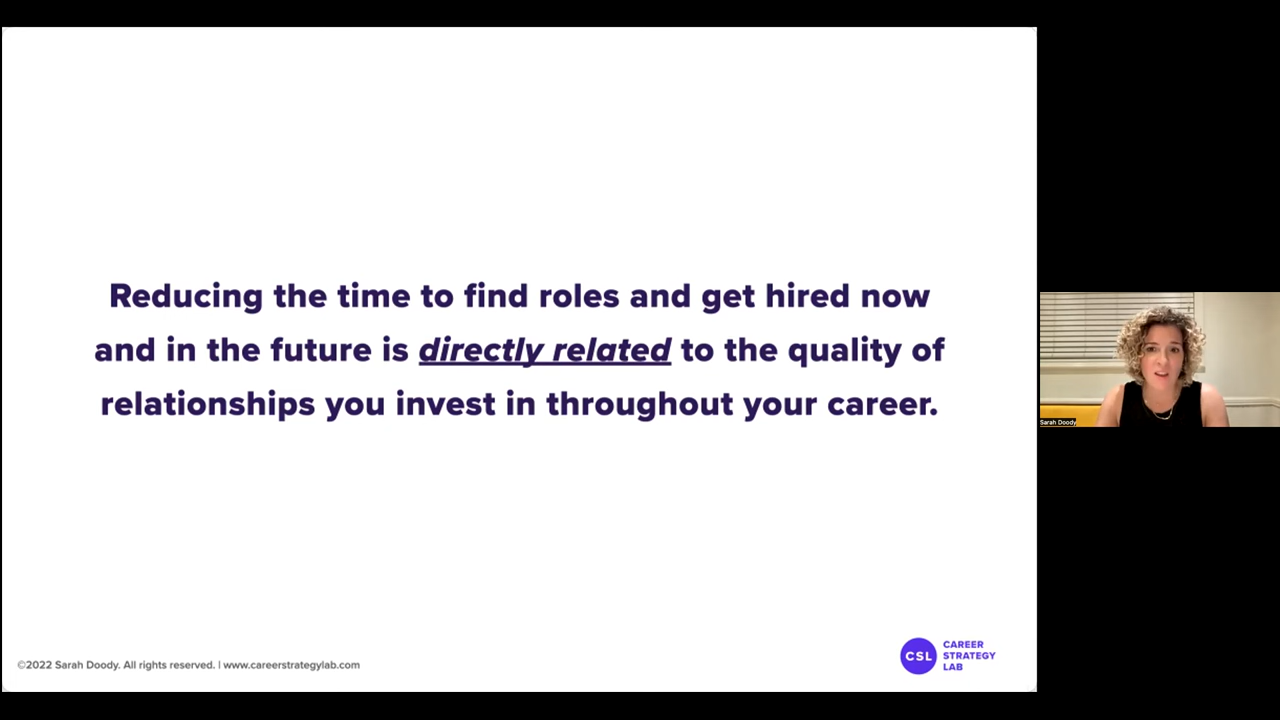 Reducing the time to find roles and get hired now
and in the future is directly related to the quality of
relationships you invest in throughout your career.
Sarah Doody
©2022 Sarah Doody. All rights reserved. | www.careerstrategylab.com
CSL
CAREER
STRATEGY
LAB